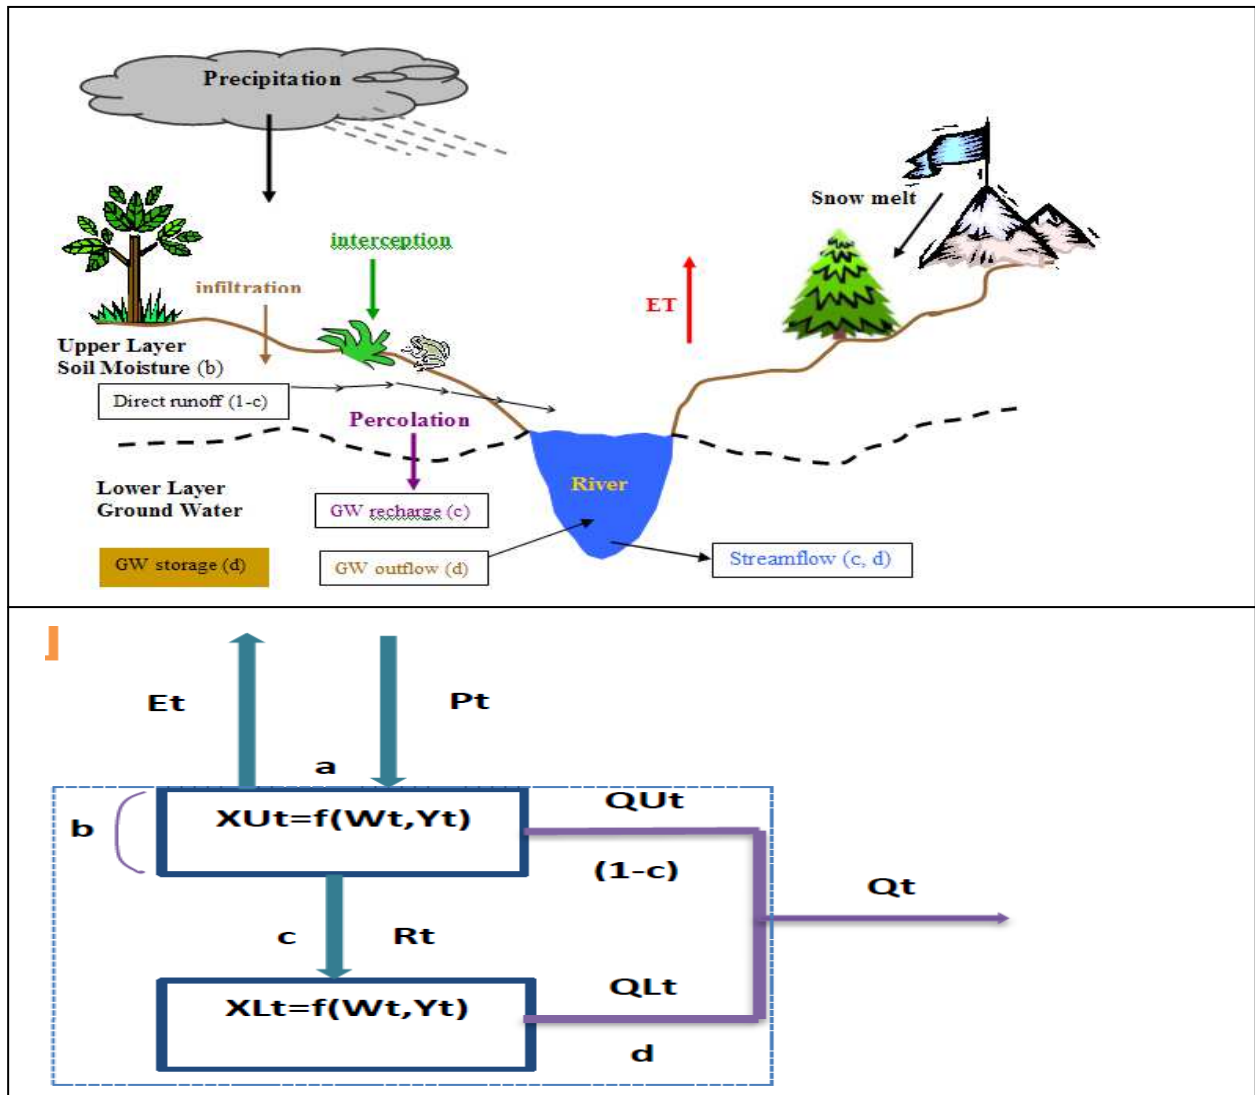 Precipitation
Snow melt
interception
infiltration
ET
Upper Layer
Soil Moisture (b)
Direct runoff (1-c)
Percolation
Lower Layer
Ground Water
River
GW recharge (c)
GW storage (d)
GW outflow (d)
Streamflow (c, d)
Et
Pt
a
b
XUt=f(Wt,Yt)
QUt
(1-c)
Qt
c
Rt
XLt=f(Wt,Yt)
QLt
d